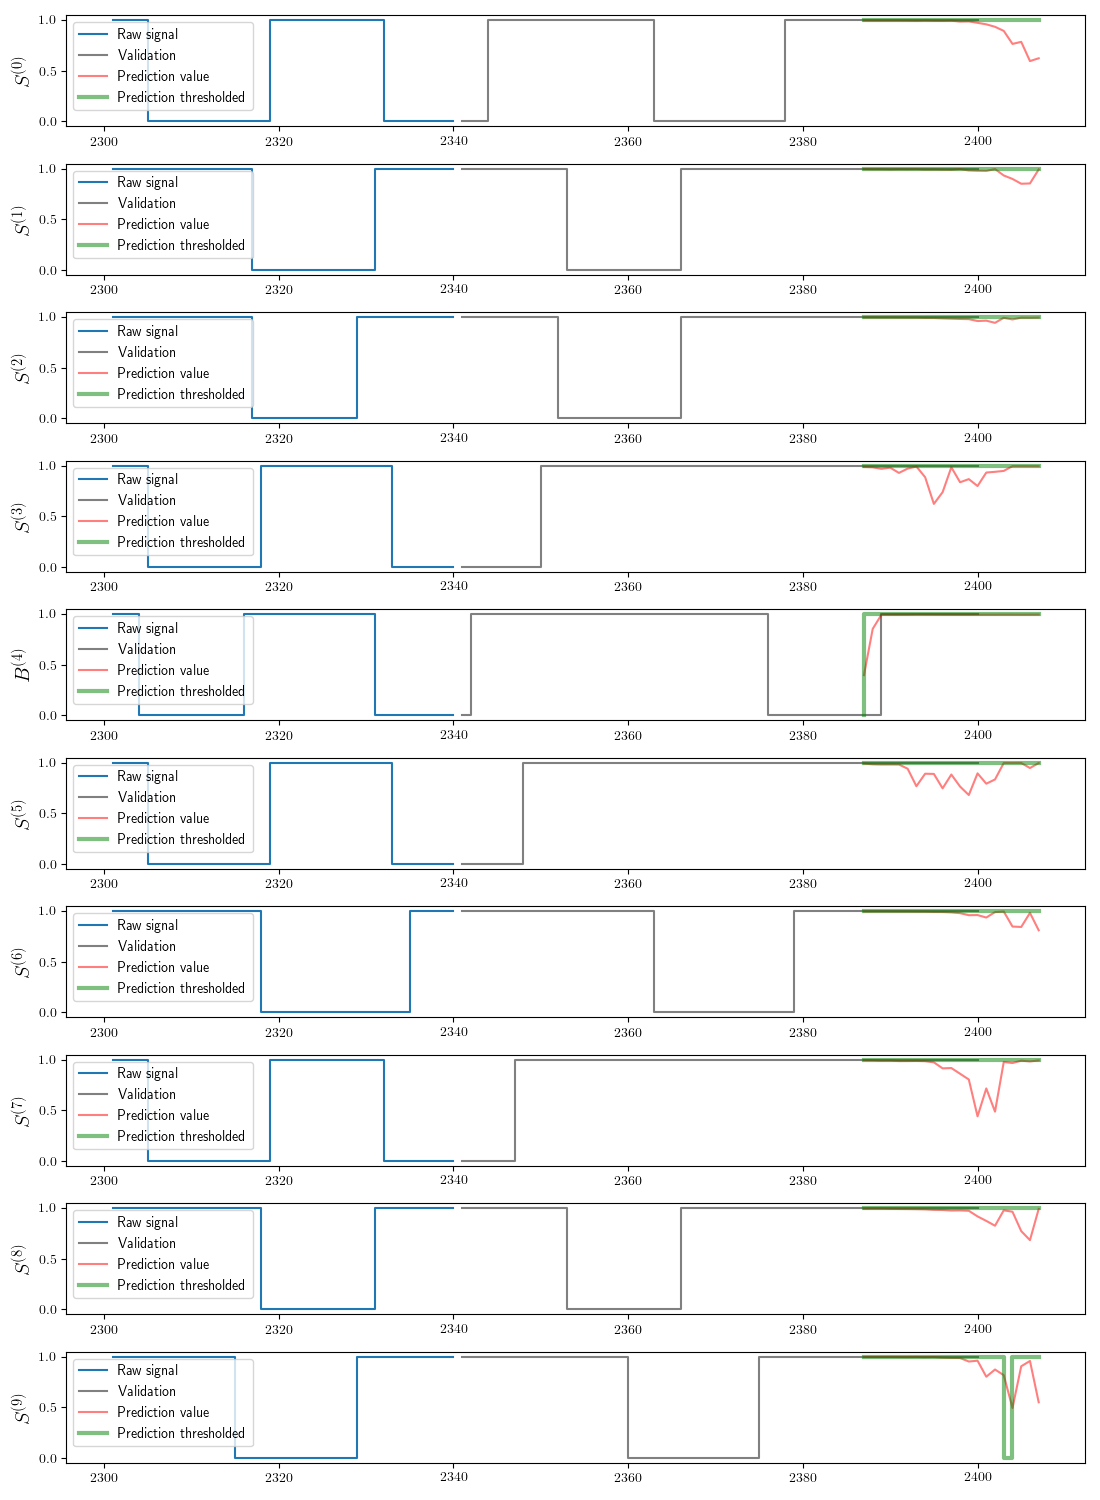 1.0
0.5
0.0
S^(0)
Raw signal
Validation
Prediction value
Prediction thresholded
2300 2320 2340 2360 2380 2400
1.0
0.5
0.0
S^(1)
Raw signal
Validation
Prediction value
Prediction thresholded
2300 2320 2340 2360 2380 2400
1.0
0.5
0.0
S^(2)
Raw signal
Validation
Prediction value
Prediction thresholded
2300 2320 2340 2360 2380 2400
1.0
0.5
0.0
S^(3)
Raw signal
Validation
Prediction value
Prediction thresholded
2300 2320 2340 2360 2380 2400
1.0
0.5
0.0
B^(4)
Raw signal
Validation
Prediction value
Prediction thresholded
2300 2320 2340 2360 2380 2400
1.0
0.5
0.0
S^(5)
Raw signal
Validation
Prediction value
Prediction thresholded
2300 2320 2340 2360 2380 2400
1.0
0.5
0.0
S^(6)
Raw signal
Validation
Prediction value
Prediction thresholded
2300 2320 2340 2360 2380 2400
1.0
0.5
0.0
S^(7)
Raw signal
Validation
Prediction value
Prediction thresholded
2300 2320 2340 2360 2380 2400
1.0
0.5
0.0
S^(8)
Raw signal
Validation
Prediction value
Prediction thresholded
2300 2320 2340 2360 2380 2400
1.0
0.5
0.0
S^(9)
Raw signal
Validation
Prediction value
Prediction thresholded
2300 2320 2340 2360 2380 2400